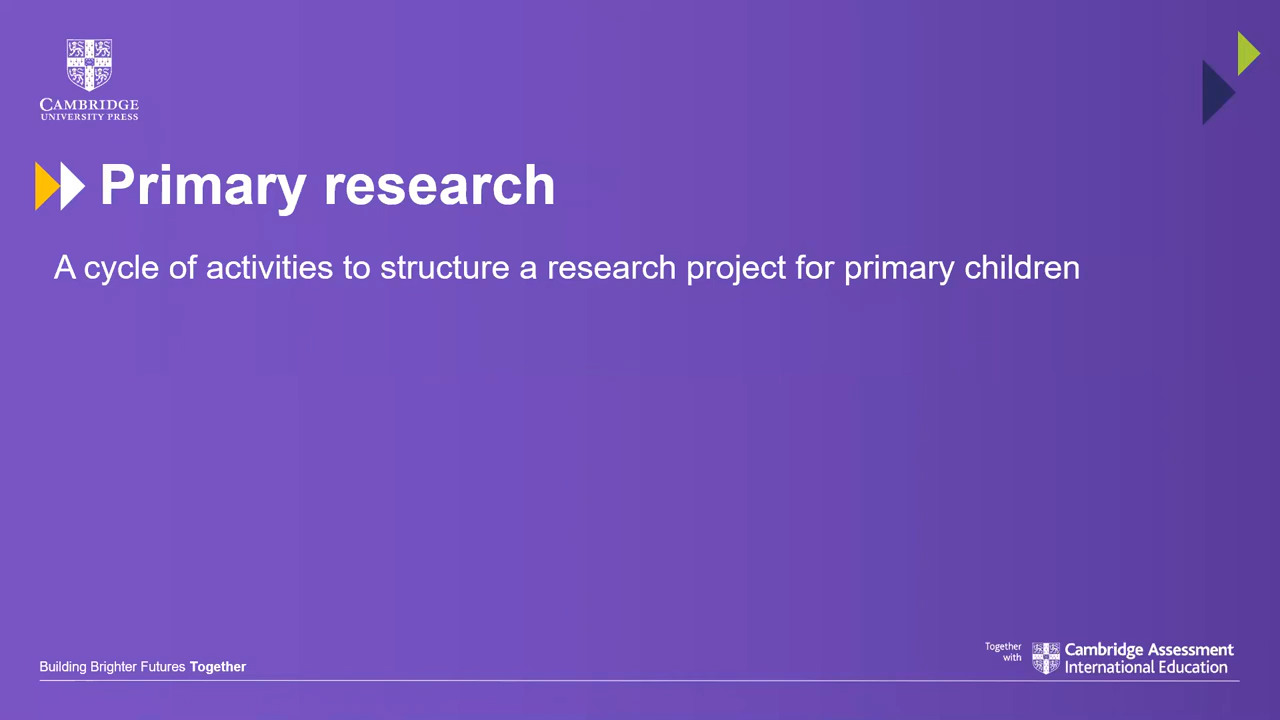 CAMBRIDGE
UNIVERSITY PRESS
Primary research
A cycle of activities to structure a research project for primary children
Building Brighter Futures Together
Together
with
Cambridge Assessment
International Education